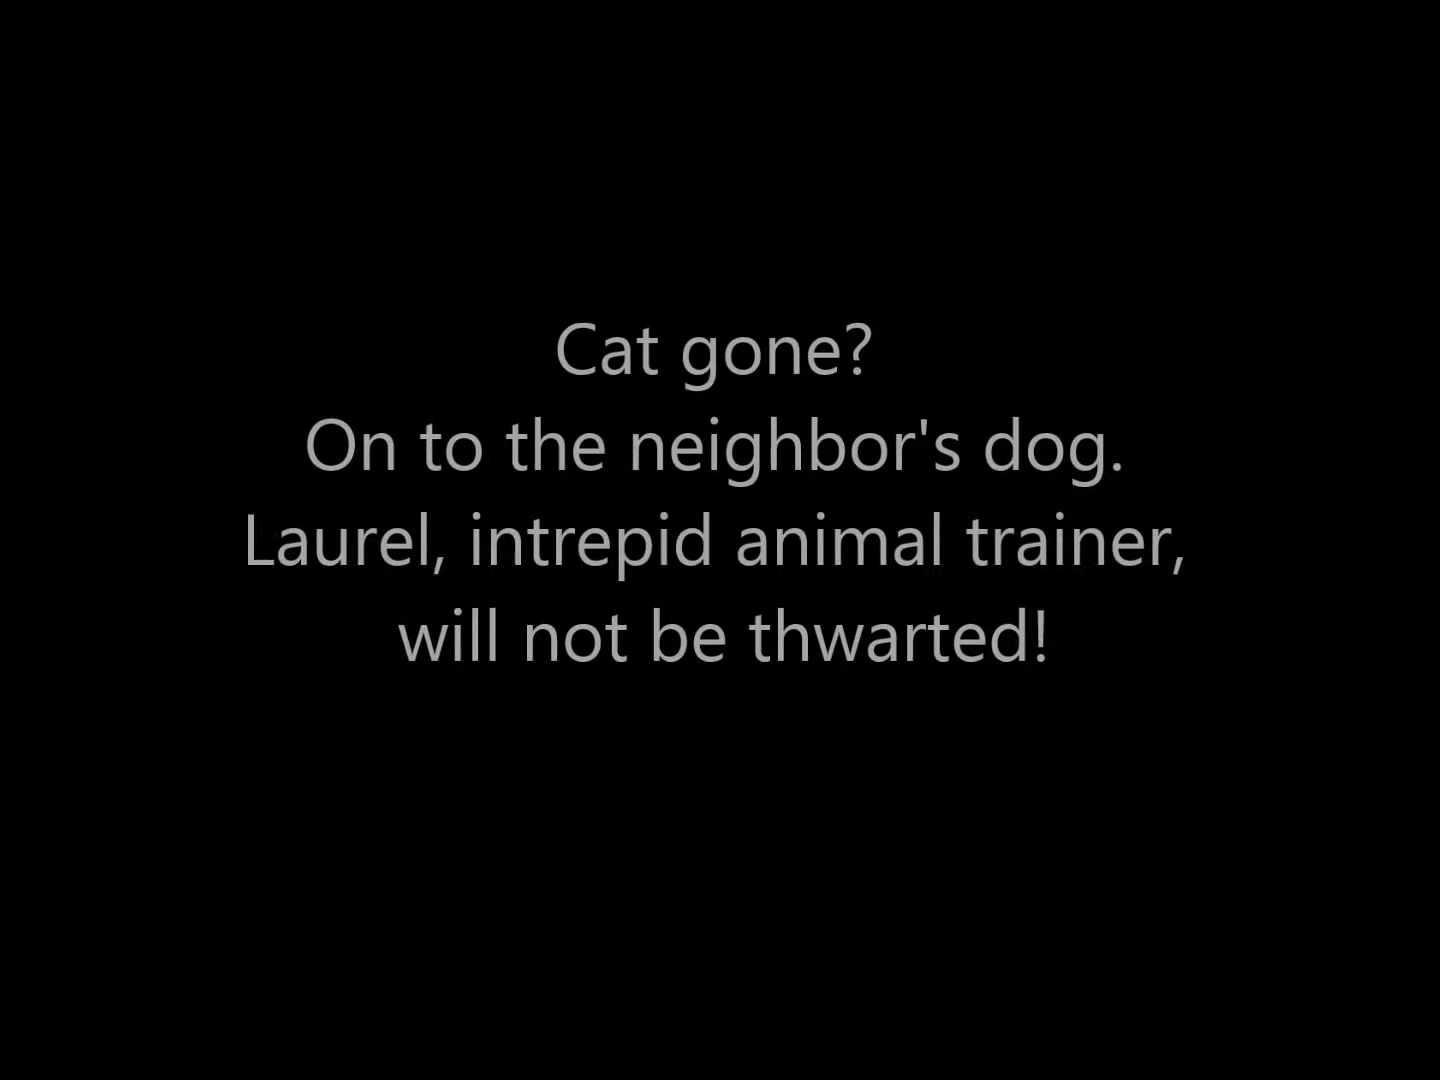 Cat gone?
On to the neighbor's dog.
Laurel, intrepid animal trainer,
will not be thwarted!